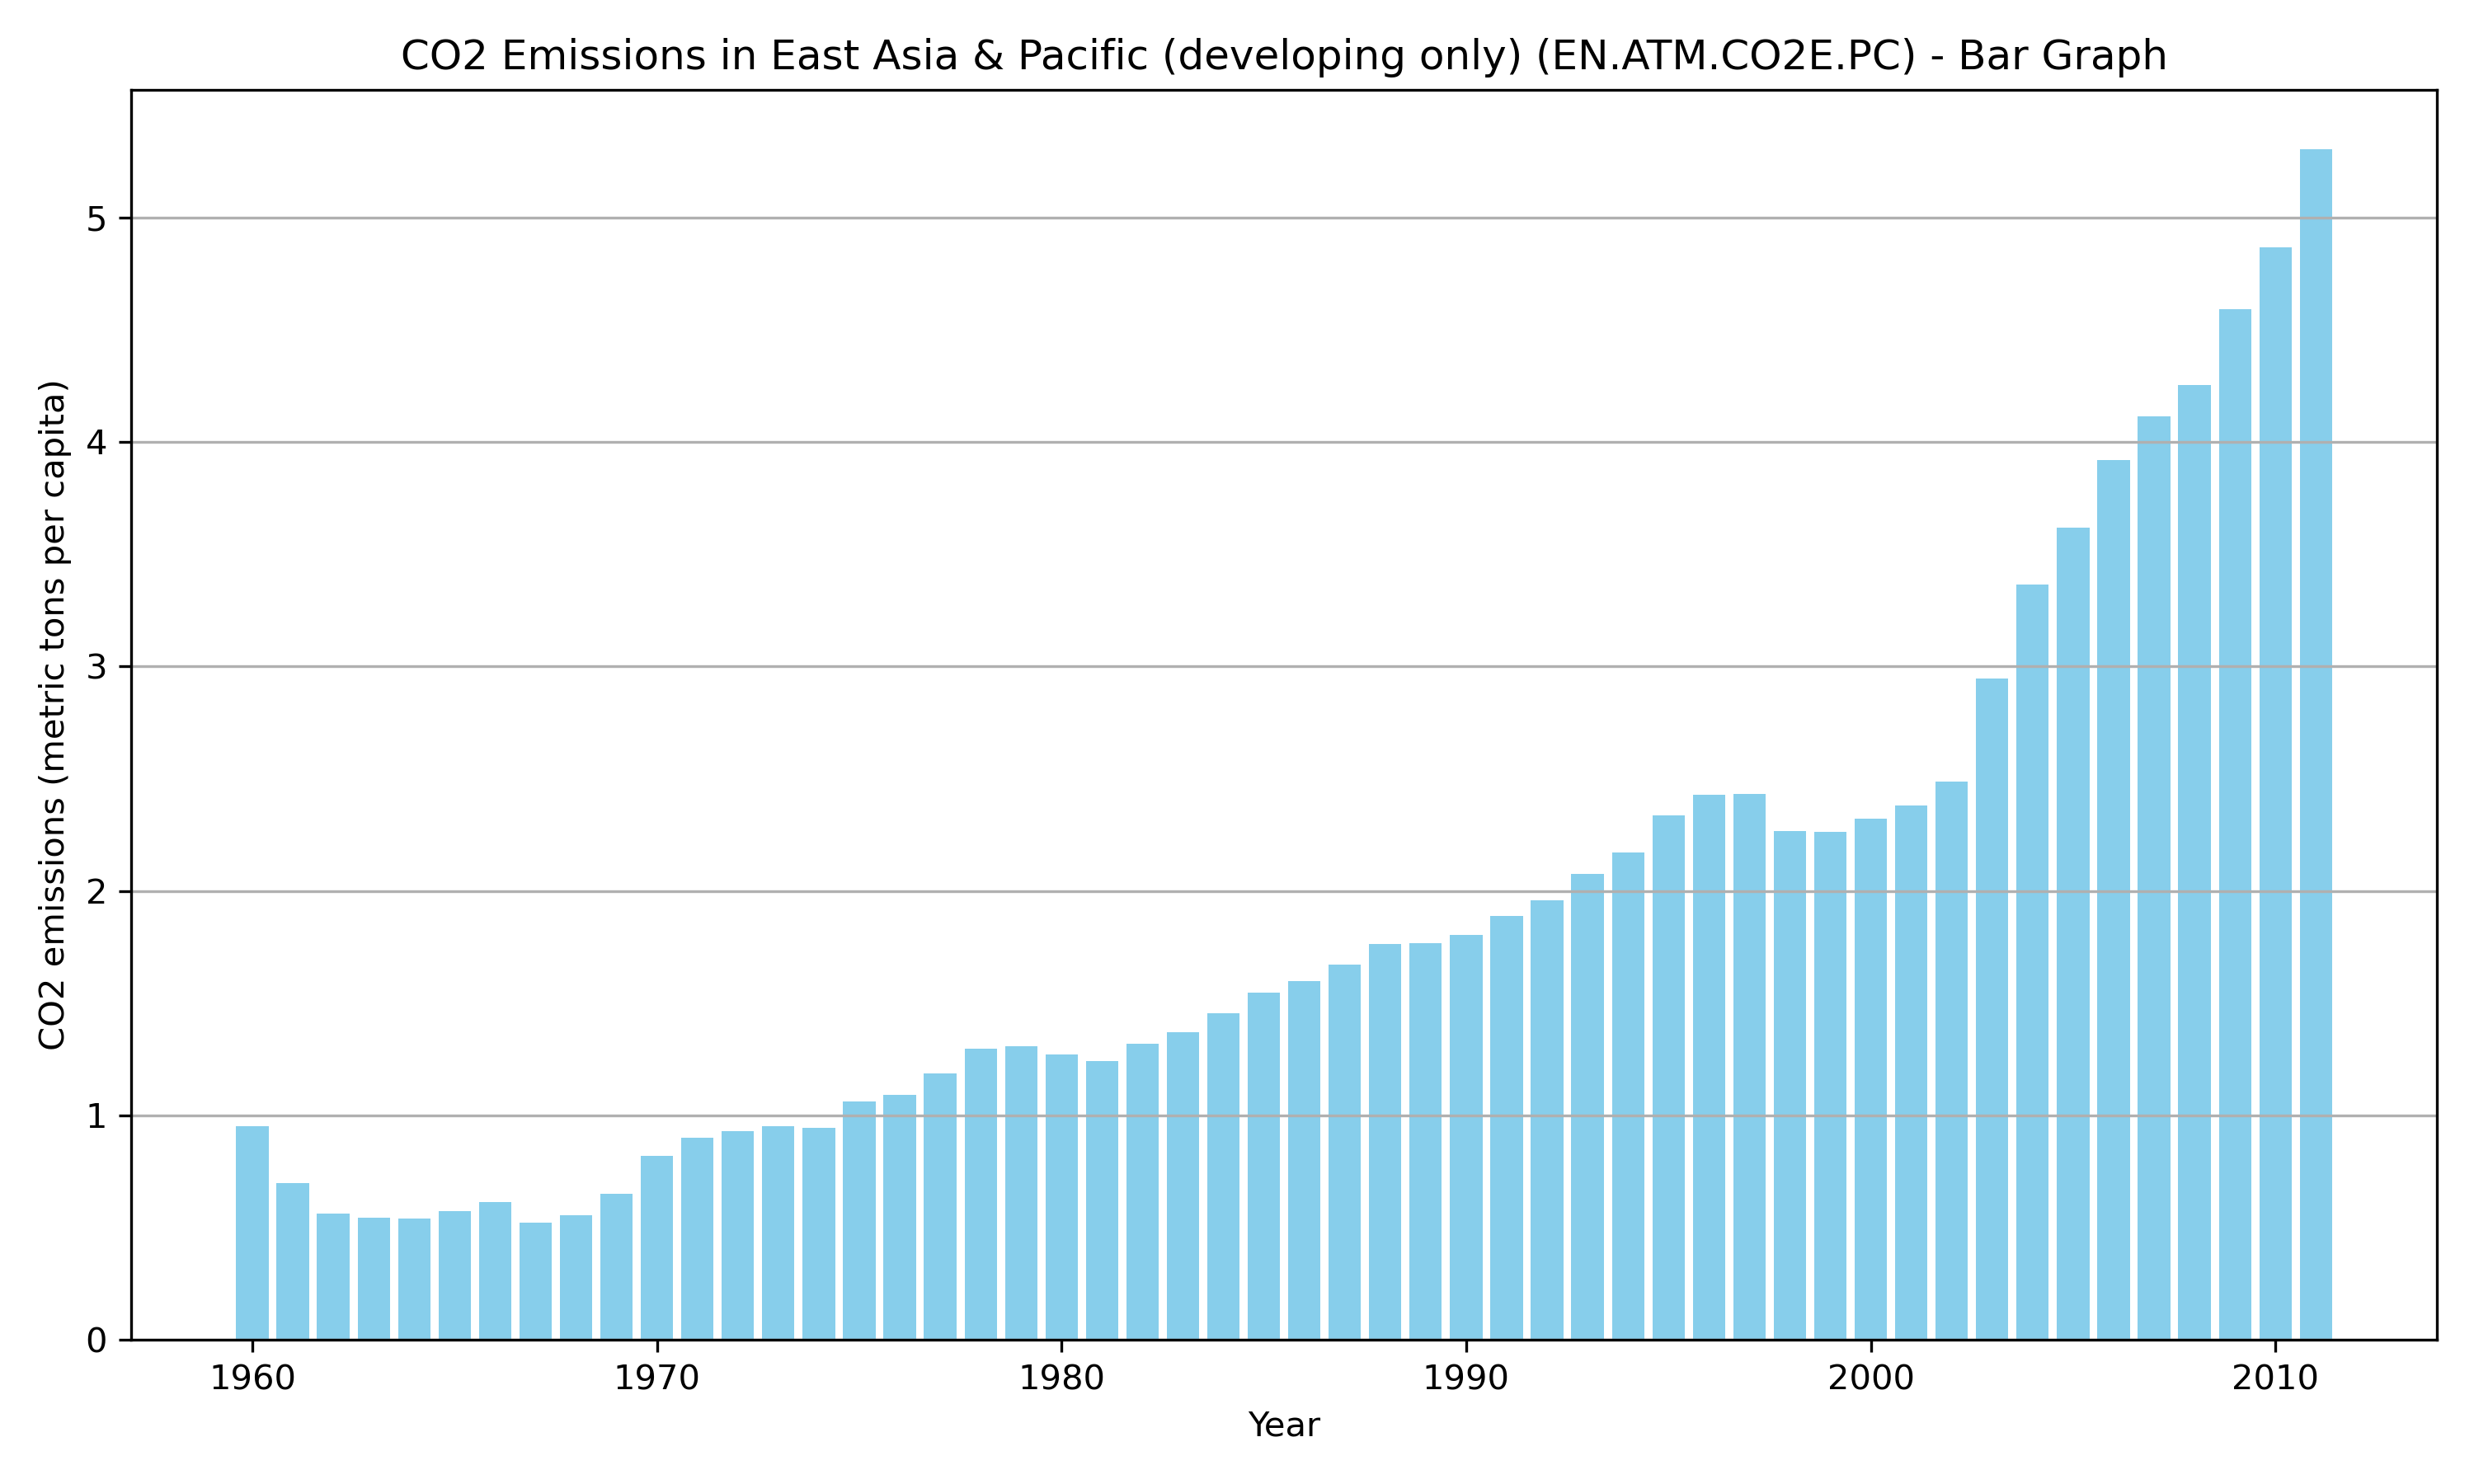 CO2 Emissions in East Asia & Pacific (developing only) (EN.ATM.CO2E.PC) - Bar Graph
CO2 emissions (metric tons per capita)
5
4
3
2
1
0
1960 1970 1980 1990 2000 2010
Year